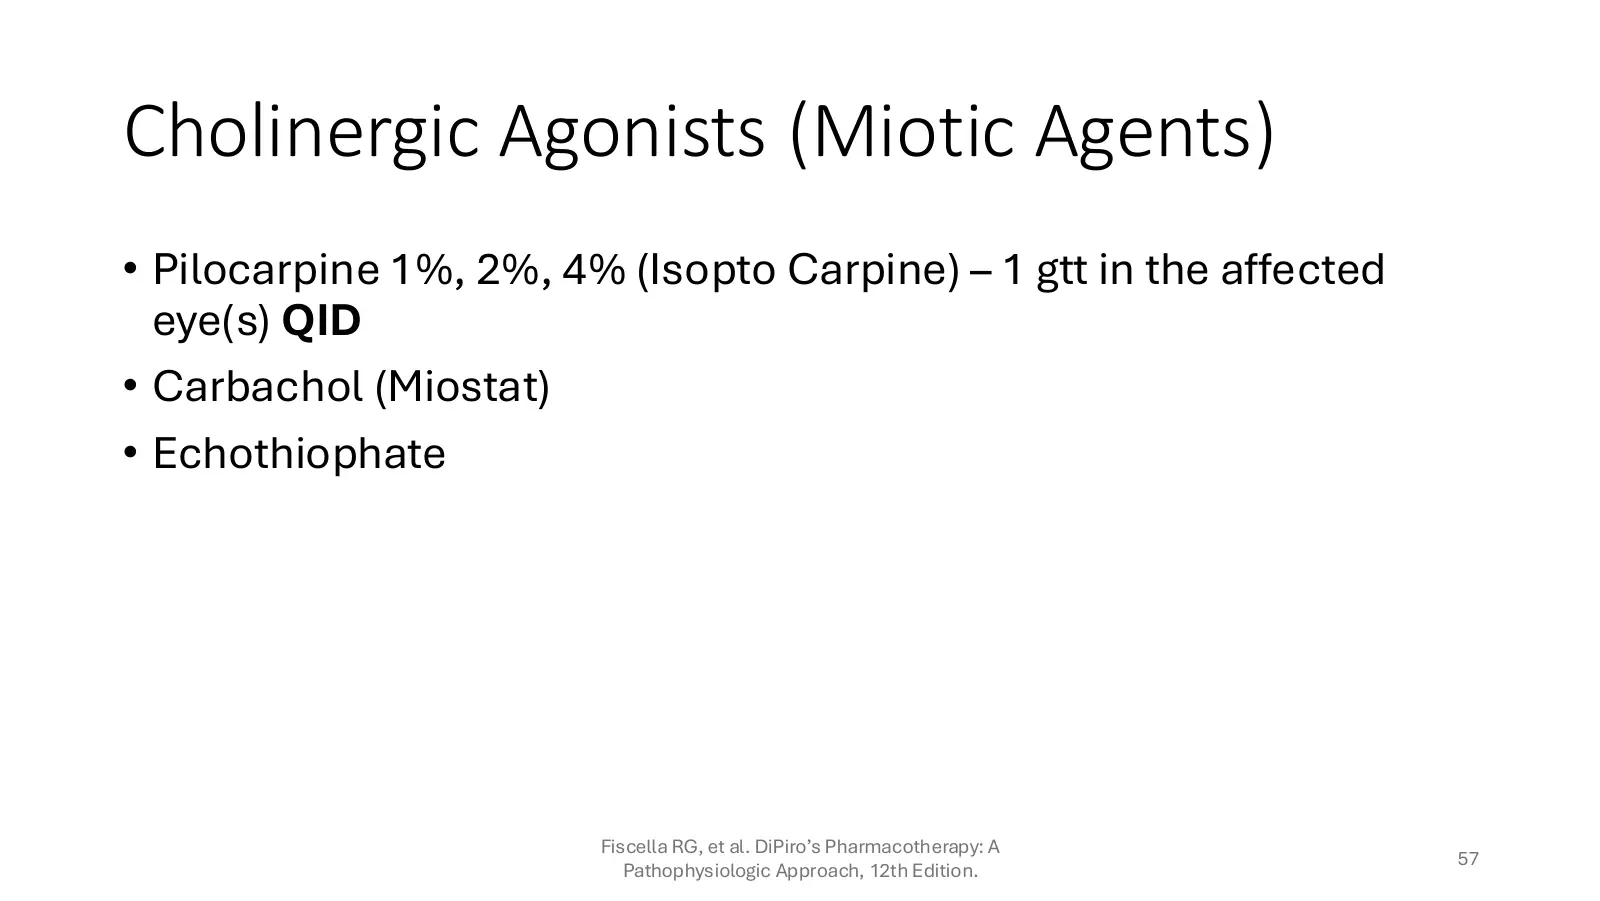 Cholinergic Agonists (Miotic Agents)
• Pilocarpine 1%, 2%, 4% (Isopto Carpine) – 1 gtt in the affected
eye(s) QID
• Carbachol (Miostat)
• Echothiophate
Fiscella RG, et al. DiPiro’s Pharmacotherapy: A
Pathophysiologic Approach, 12th Edition.
57